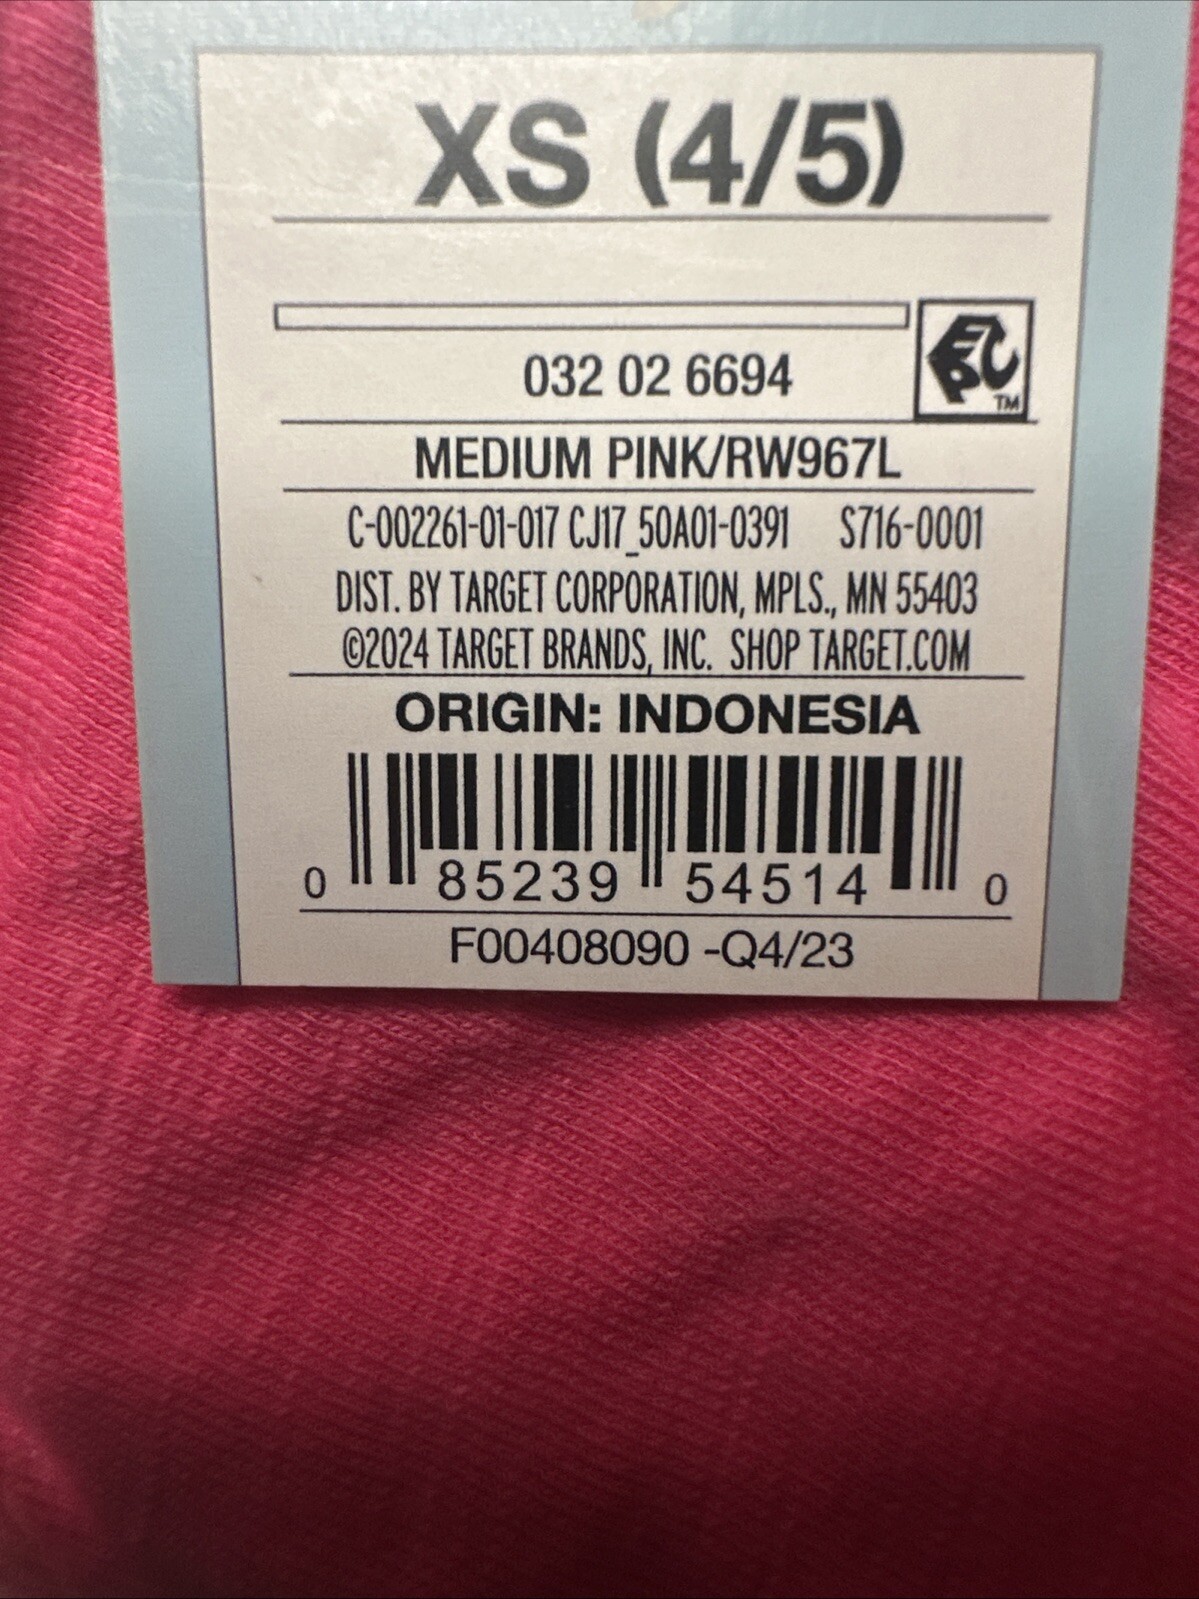 XS (4/5)
032 02 6694
EPC TM
MEDIUM PINK/RW967L
C-002261-01-017 CJ17_50A01-0391 S716-0001
DIST. BY TARGET CORPORATION, MPLS., MN 55403
©2024 TARGET BRANDS, INC. SHOP TARGET.COM
ORIGIN: INDONESIA
0 85239 54514 0
F00408090 -Q4/23